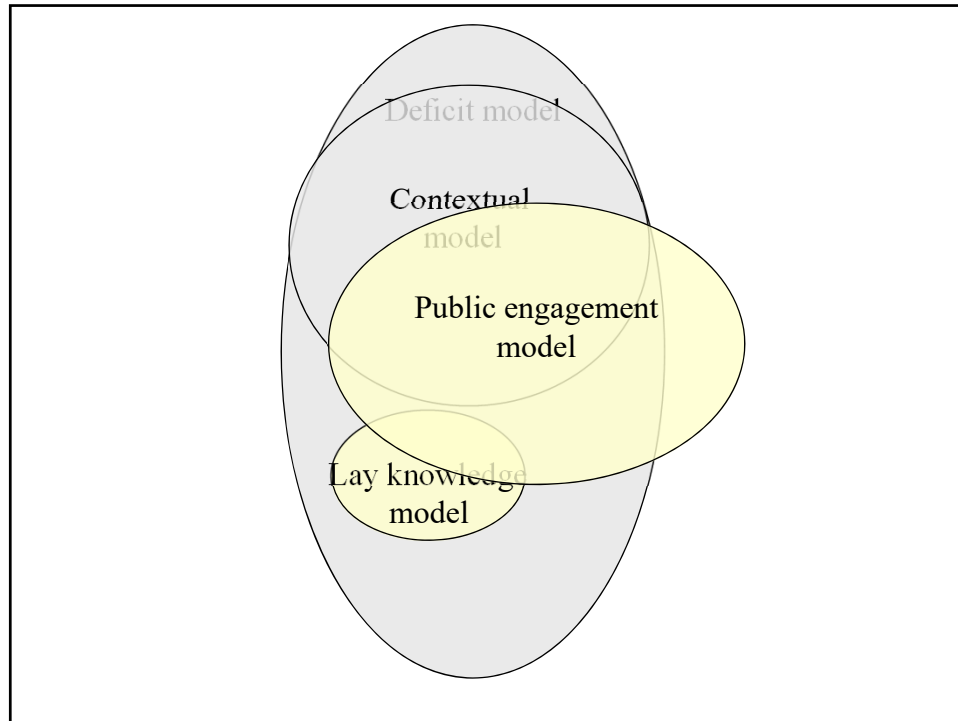 Deficit model
Contextual
model
Public engagement
model
Lay knowledge
model